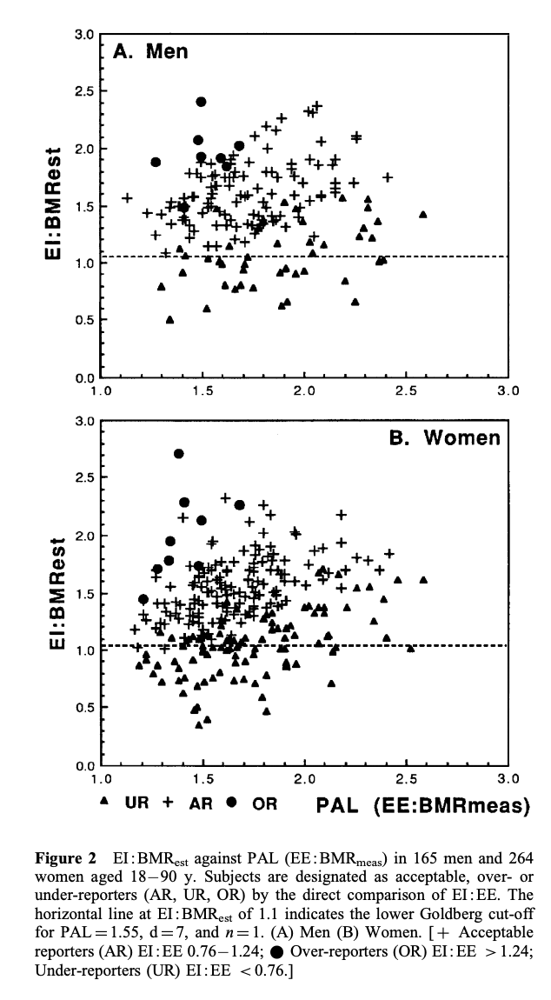 3.0
A. Men
2.5
2.0
EI:BMRest
1.5
1.0
0.5
0.0
1.0 1.5 2.0 2.5 3.0
3.0
B. Women
2.5
2.0
EI:BMRest
1.5
1.0
0.5
0.0
1.0 1.5 2.0 2.5 3.0
▲ UR + AR ● OR PAL (EE:BMRmeas)
Figure 2 EI:BMRest against PAL (EE:BMRmeas) in 165 men and 264
women aged 18–90 y. Subjects are designated as acceptable, over- or
under-reporters (AR, UR, OR) by the direct comparison of EI:EE. The
horizontal line at EI:BMRest of 1.1 indicates the lower Goldberg cut-off
for PAL=1.55, d=7, and n=1. (A) Men (B) Women. [+ Acceptable
reporters (AR) EI:EE 0.76–1.24; ● Over-reporters (OR) EI:EE >1.24;
Under-reporters (UR) EI:EE <0.76.]